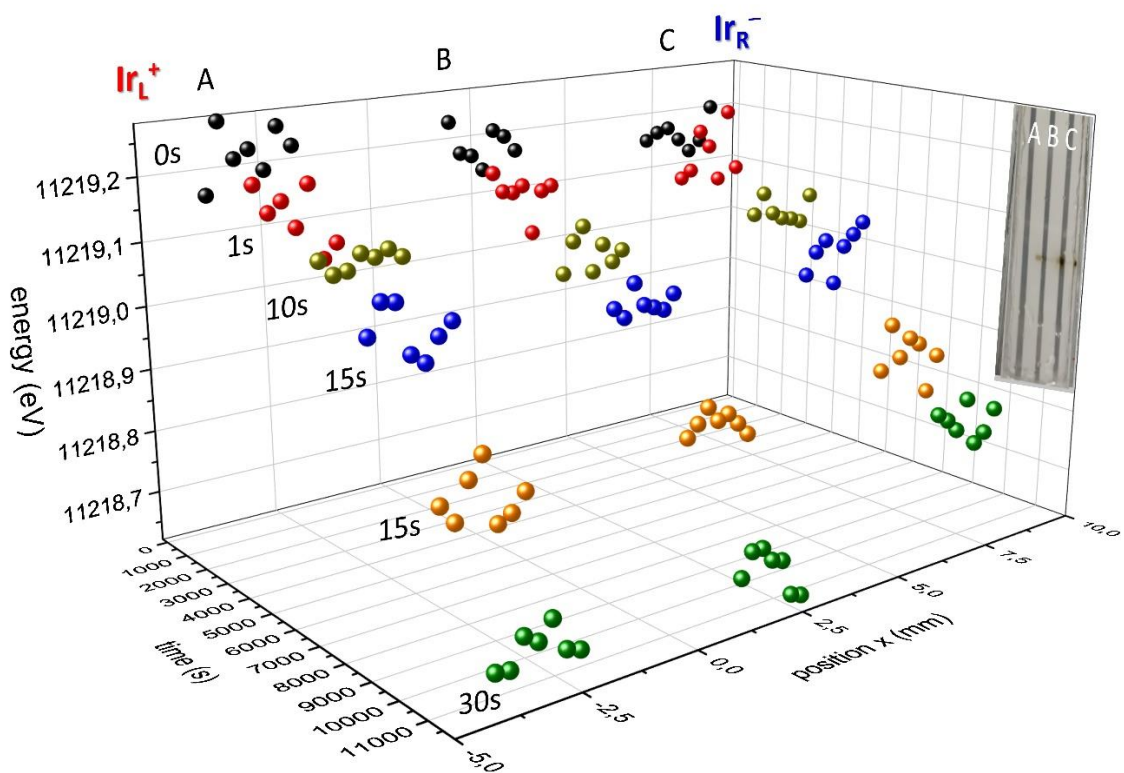 Ir_R^−
Ir_L^+
A
B
C
A B C
0s
11219,2
1s
11219,1
10s
11219,0
15s
11218,9
11218,8
11218,7
15s
30s
energy (eV)
0
1000
2000
3000
4000
5000
6000
7000
8000
9000
10000
11000
time (s)
-5,0
-2,5
0,0
2,5
5,0
7,5
10,0
position x (mm)